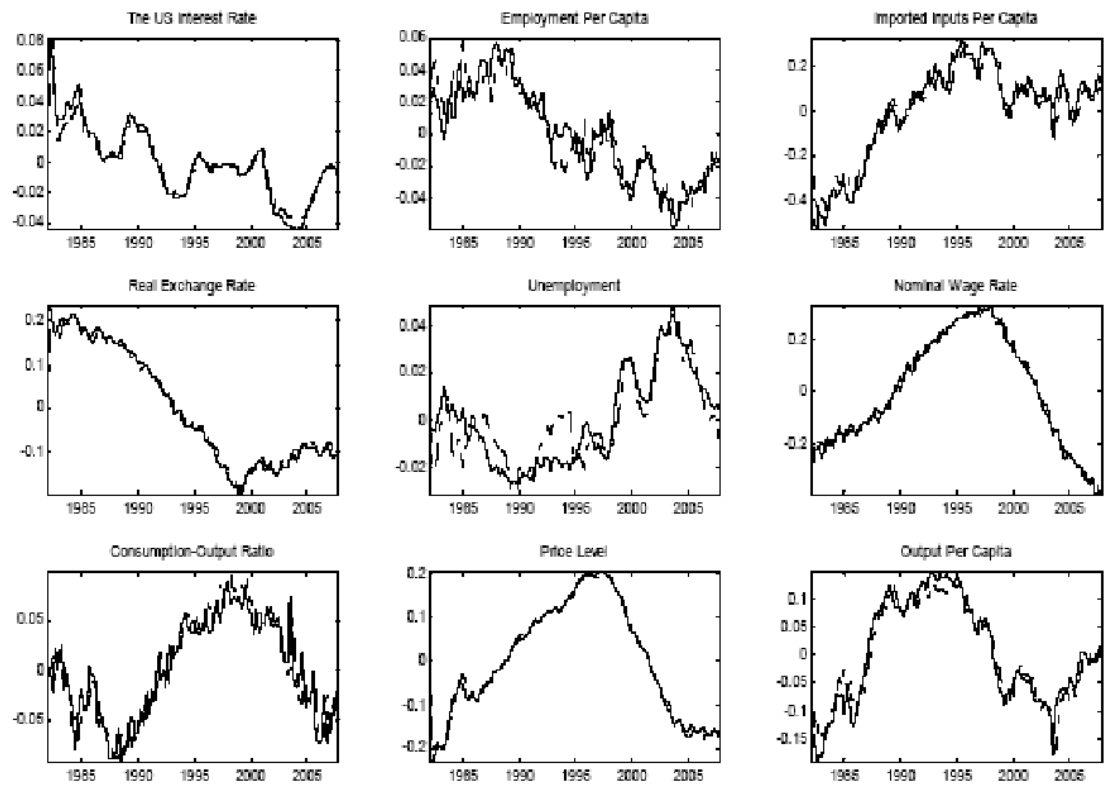 The US Interest Rate
0.08
0.06
0.04
0.02
0
-0.02
-0.04
1985 1990 1995 2000 2005
Employment Per Capita
0.06
0.04
0.02
0
-0.02
-0.04
1985 1990 1995 2000 2005
Imported Inputs Per Capita
0.2
0
-0.2
-0.4
1985 1990 1995 2000 2005
Real Exchange Rate
0.2
0.1
0
-0.1
1985 1990 1995 2000 2005
Unemployment
0.04
0.02
0
-0.02
1985 1990 1995 2000 2005
Nominal Wage Rate
0.2
0
-0.2
1985 1990 1995 2000 2005
Consumption-Output Ratio
0.05
0
-0.05
1985 1990 1995 2000 2005
Price Level
0.2
0.1
0
-0.1
-0.2
1985 1990 1995 2000 2005
Output Per Capita
0.1
0.05
0
-0.05
-0.1
-0.15
1985 1990 1995 2000 2005